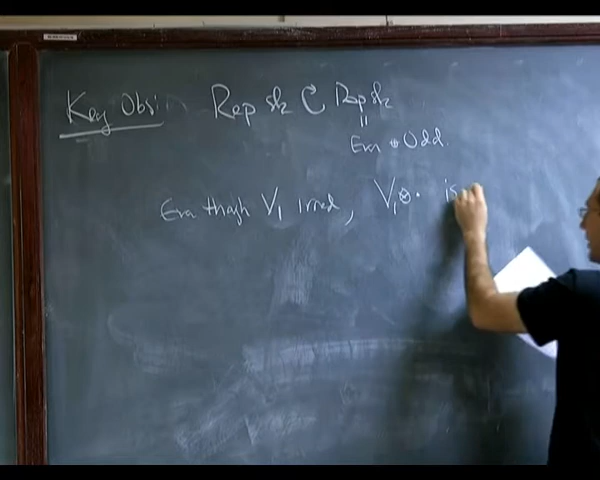 Key Obs: Rep sl₂ ↻ Rep sl₂
=
Even ⊕ Odd.
Even though V₁ irred, V₁⊗· is